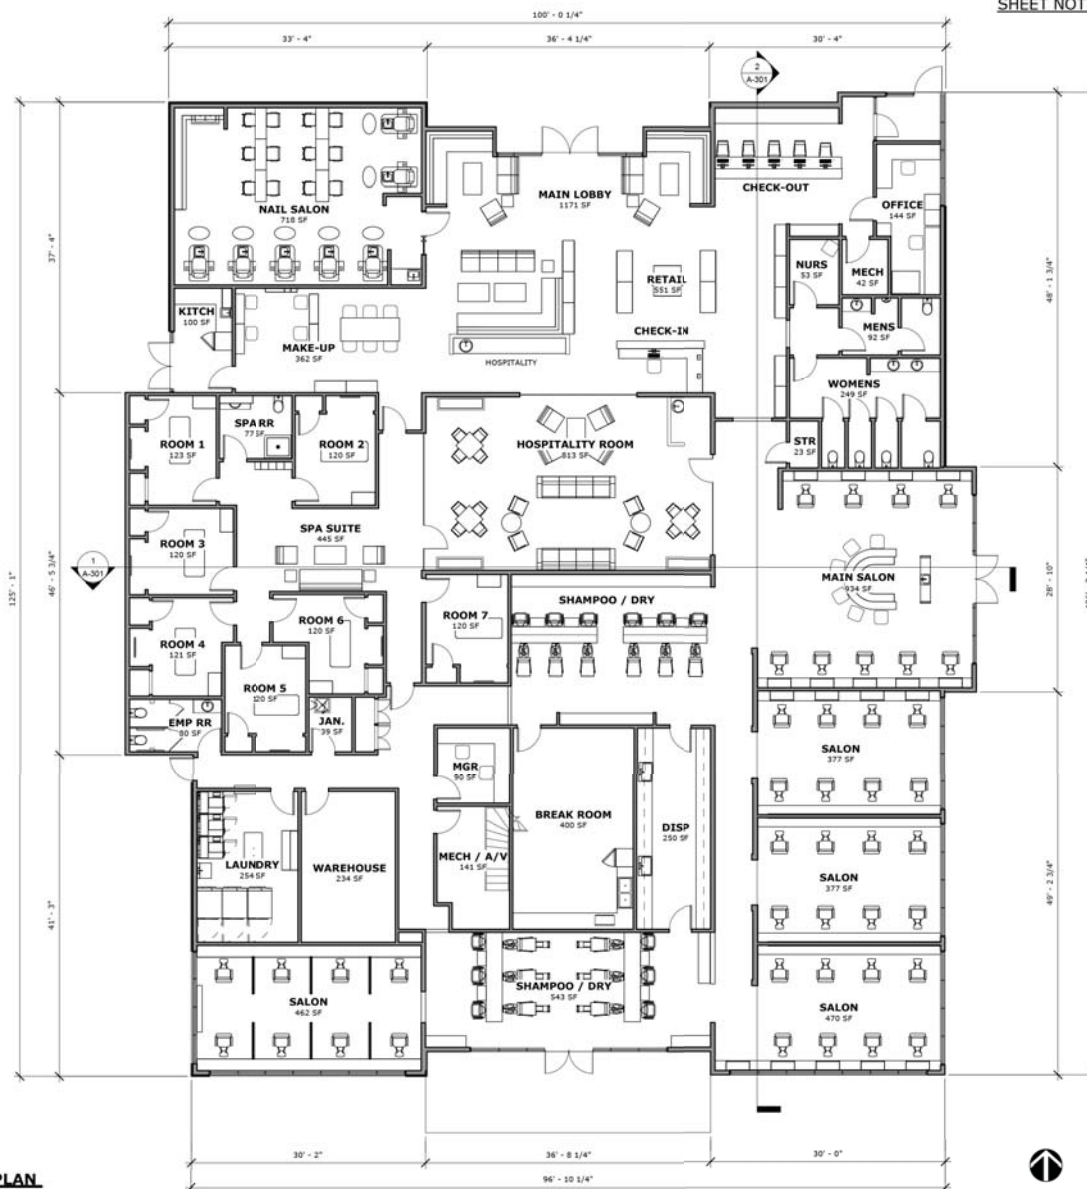 SHEET NOT
100' - 0 1/4"
33' - 4"
36' - 4 1/4"
30' - 4"
2
A-301
NAIL SALON
718 SF
MAIN LOBBY
1171 SF
CHECK-OUT
OFFICE
144 SF
NURS
53 SF
MECH
42 SF
RETAIL
551 SF
37' - 4"
48' - 1 3/4"
KITCH
100 SF
MAKE-UP
362 SF
HOSPITALITY
CHECK-IN
MENS
92 SF
WOMENS
249 SF
ROOM 1
123 SF
SPA RR
77 SF
ROOM 2
120 SF
HOSPITALITY ROOM
813 SF
STR
23 SF
SPA SUITE
445 SF
ROOM 3
120 SF
1
A-301
125' - 1"
46' - 5 3/4"
28' - 10"
MAIN SALON
934 SF
SHAMPOO / DRY
ROOM 7
120 SF
ROOM 6
120 SF
ROOM 4
121 SF
ROOM 5
120 SF
EMP RR
80 SF
JAN.
39 SF
SALON
377 SF
MGR
90 SF
BREAK ROOM
400 SF
DISP
250 SF
MECH / A/V
141 SF
LAUNDRY
254 SF
WAREHOUSE
234 SF
SALON
377 SF
41' - 3"
49' - 2 3/4"
SALON
462 SF
SHAMPOO / DRY
543 SF
SALON
470 SF
30' - 2"
36' - 8 1/4"
30' - 0"
96' - 10 1/4"
PLAN